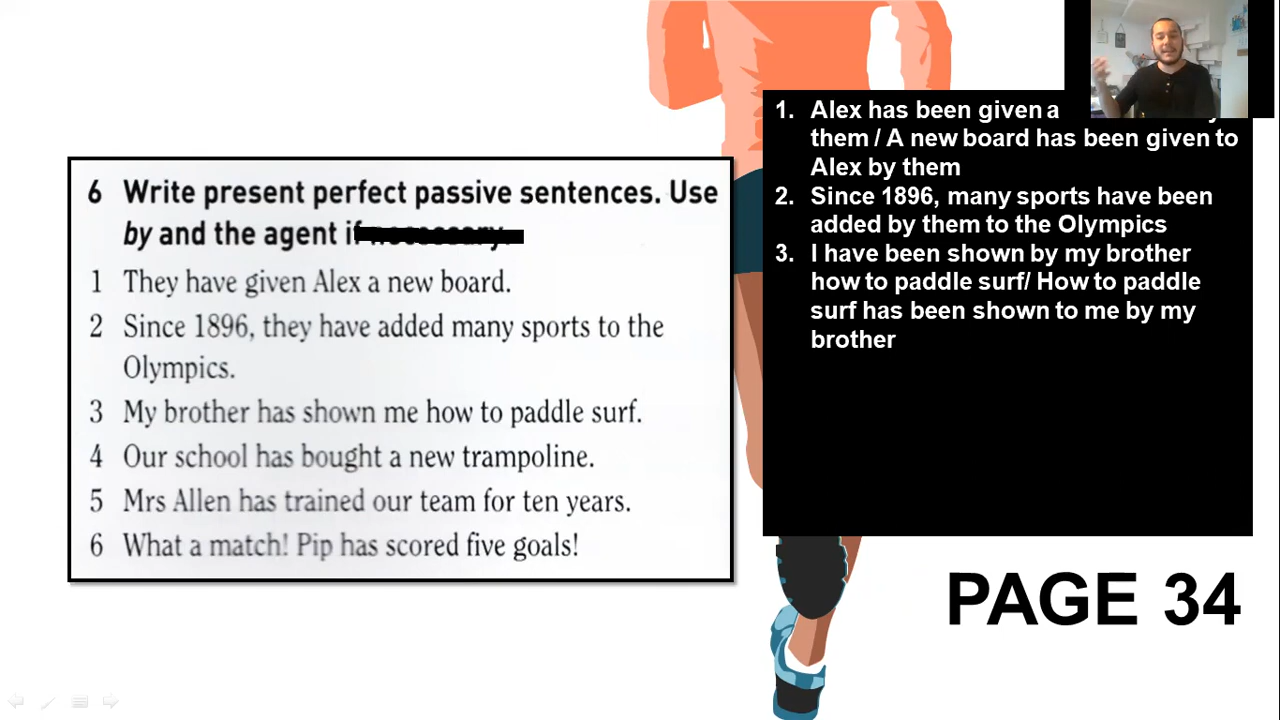 6 Write present perfect passive sentences. Use
by and the agent if
1 They have given Alex a new board.
2 Since 1896, they have added many sports to the
Olympics.
3 My brother has shown me how to paddle surf.
4 Our school has bought a new trampoline.
5 Mrs Allen has trained our team for ten years.
6 What a match! Pip has scored five goals!
1. Alex has been given a
them / A new board has been given to
Alex by them
2. Since 1896, many sports have been
added by them to the Olympics
3. I have been shown by my brother
how to paddle surf/ How to paddle
surf has been shown to me by my
brother
PAGE 34